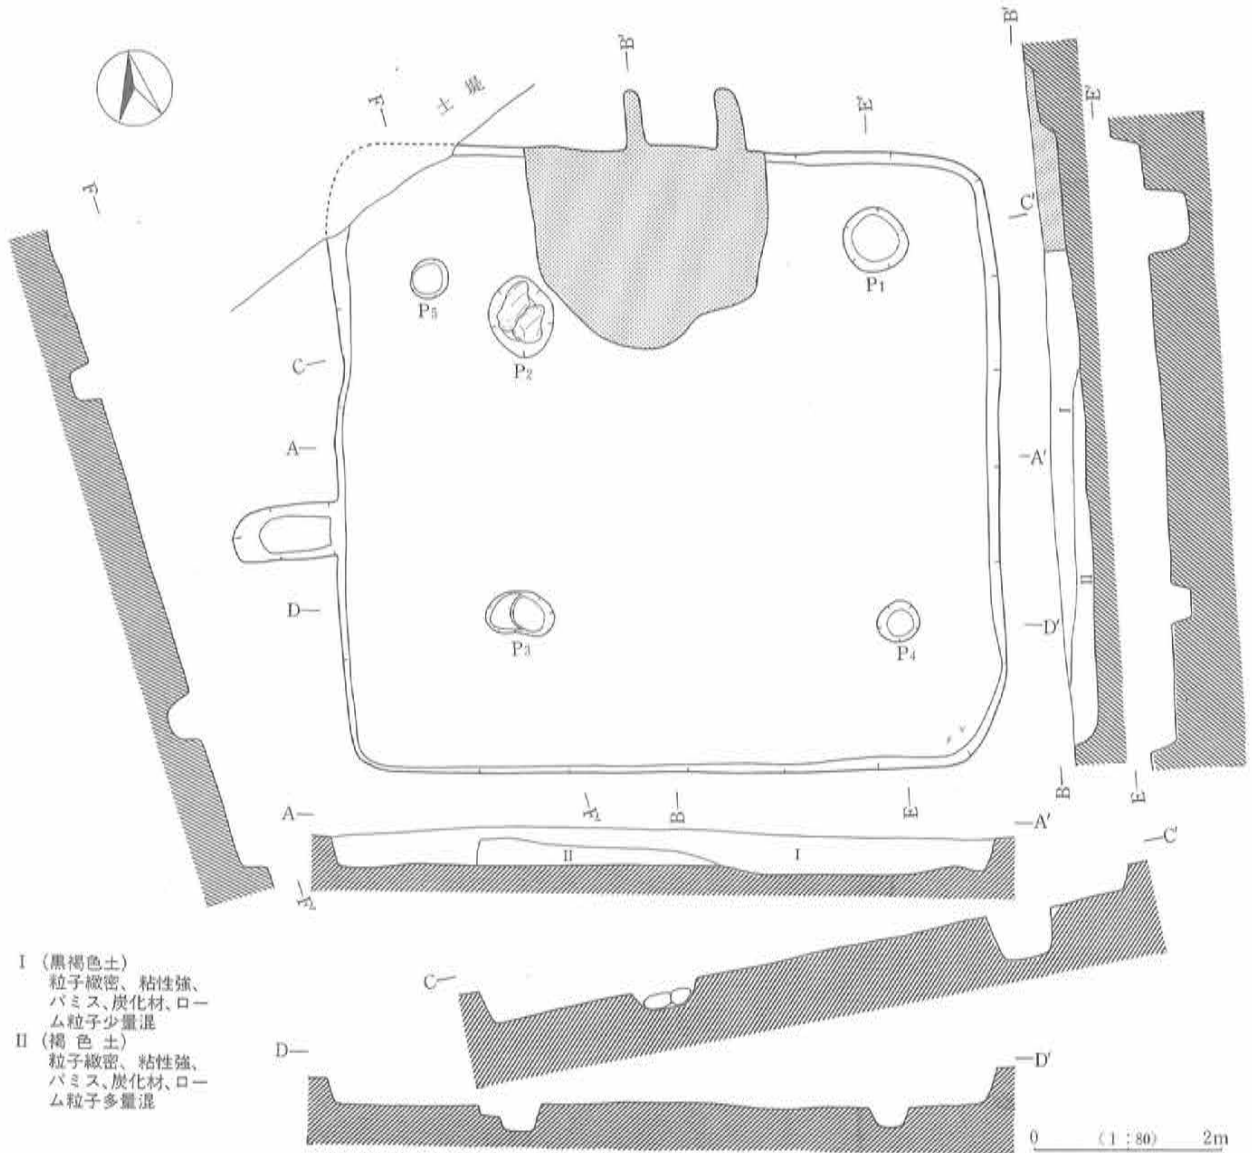 B′
B′
F′
土堤
E′
E′
F′
C′
P1
P5
P2
C—
A—
—A′
D—
—D′
P3
P4
I
II
F
B
E
B
E
A—
—A′
II
I
—C′
F
I (黒褐色土)
粒子緻密、粘性強、
パミス、炭化材、ロー
ム粒子少量混
II (褐色土)
粒子緻密、粘性強、
パミス、炭化材、ロー
ム粒子多量混
C—
D—
—D′
0 (1:80) 2m